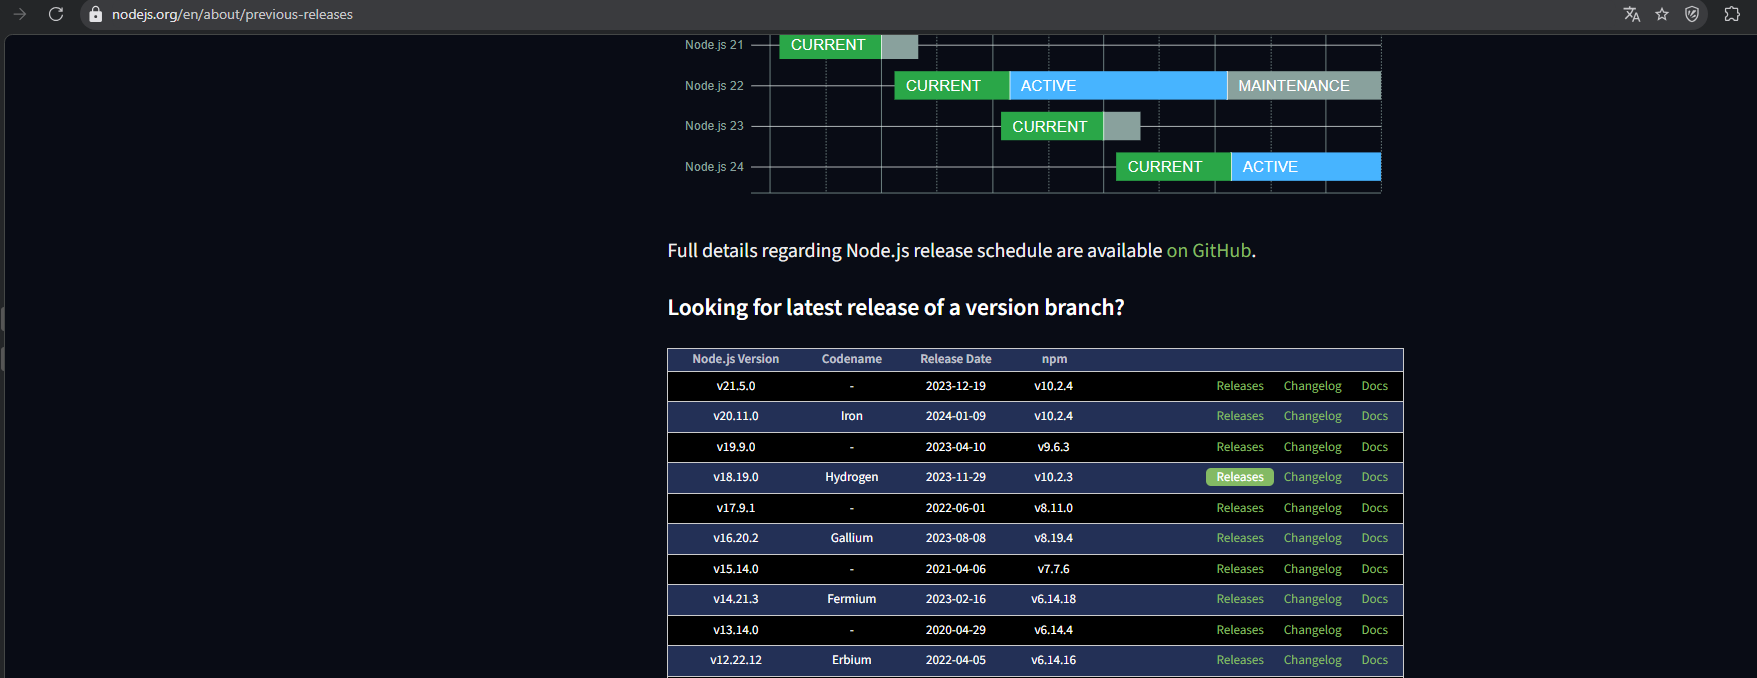 nodejs.org/en/about/previous-releases
Node.js 21 CURRENT
Node.js 22 CURRENT ACTIVE MAINTENANCE
Node.js 23 CURRENT
Node.js 24 CURRENT ACTIVE
Full details regarding Node.js release schedule are available on GitHub.
Looking for latest release of a version branch?
Node.js Version Codename Release Date npm
v21.5.0 - 2023-12-19 v10.2.4 Releases Changelog Docs
v20.11.0 Iron 2024-01-09 v10.2.4 Releases Changelog Docs
v19.9.0 - 2023-04-10 v9.6.3 Releases Changelog Docs
v18.19.0 Hydrogen 2023-11-29 v10.2.3 Releases Changelog Docs
v17.9.1 - 2022-06-01 v8.11.0 Releases Changelog Docs
v16.20.2 Gallium 2023-08-08 v8.19.4 Releases Changelog Docs
v15.14.0 - 2021-04-06 v7.7.6 Releases Changelog Docs
v14.21.3 Fermium 2023-02-16 v6.14.18 Releases Changelog Docs
v13.14.0 - 2020-04-29 v6.14.4 Releases Changelog Docs
v12.22.12 Erbium 2022-04-05 v6.14.16 Releases Changelog Docs